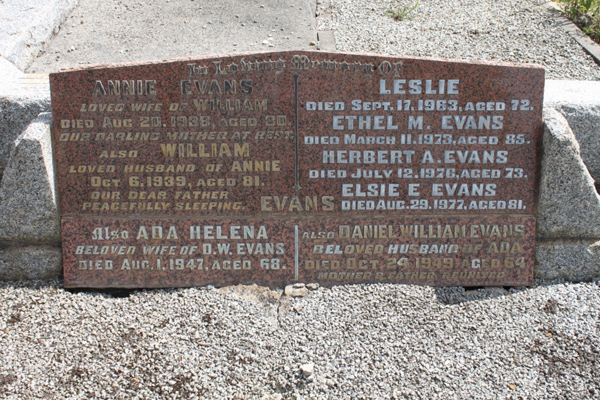 In Loving Memory Of
ANNIE EVANS
LOVED WIFE OF WILLIAM
DIED AUG. 1938, AGED
OUR DARLING MOTHER AT REST.
ALSO WILLIAM
LOVED HUSBAND OF ANNIE
OCT 6, 1939, AGED 81.
OUR DEAR FATHER
PEACEFULLY SLEEPING.
EVANS
LESLIE
DIED SEPT. 17, 1963, AGED 72.
ETHEL M. EVANS
DIED MARCH 11, 1973, AGED 85.
HERBERT A. EVANS
DIED JULY 12, 1976, AGED 73.
ELSIE E EVANS
DIED AUG. 29, 1977, AGED 81.
ALSO ADA HELENA
BELOVED WIFE OF D.W. EVANS
DIED AUG. 1, 1947, AGED 68.
ALSO DANIEL WILLIAM EVANS
BELOVED HUSBAND OF ADA
DIED OCT 24 1949 AGED 64
MOTHER & FATHER REUNITED